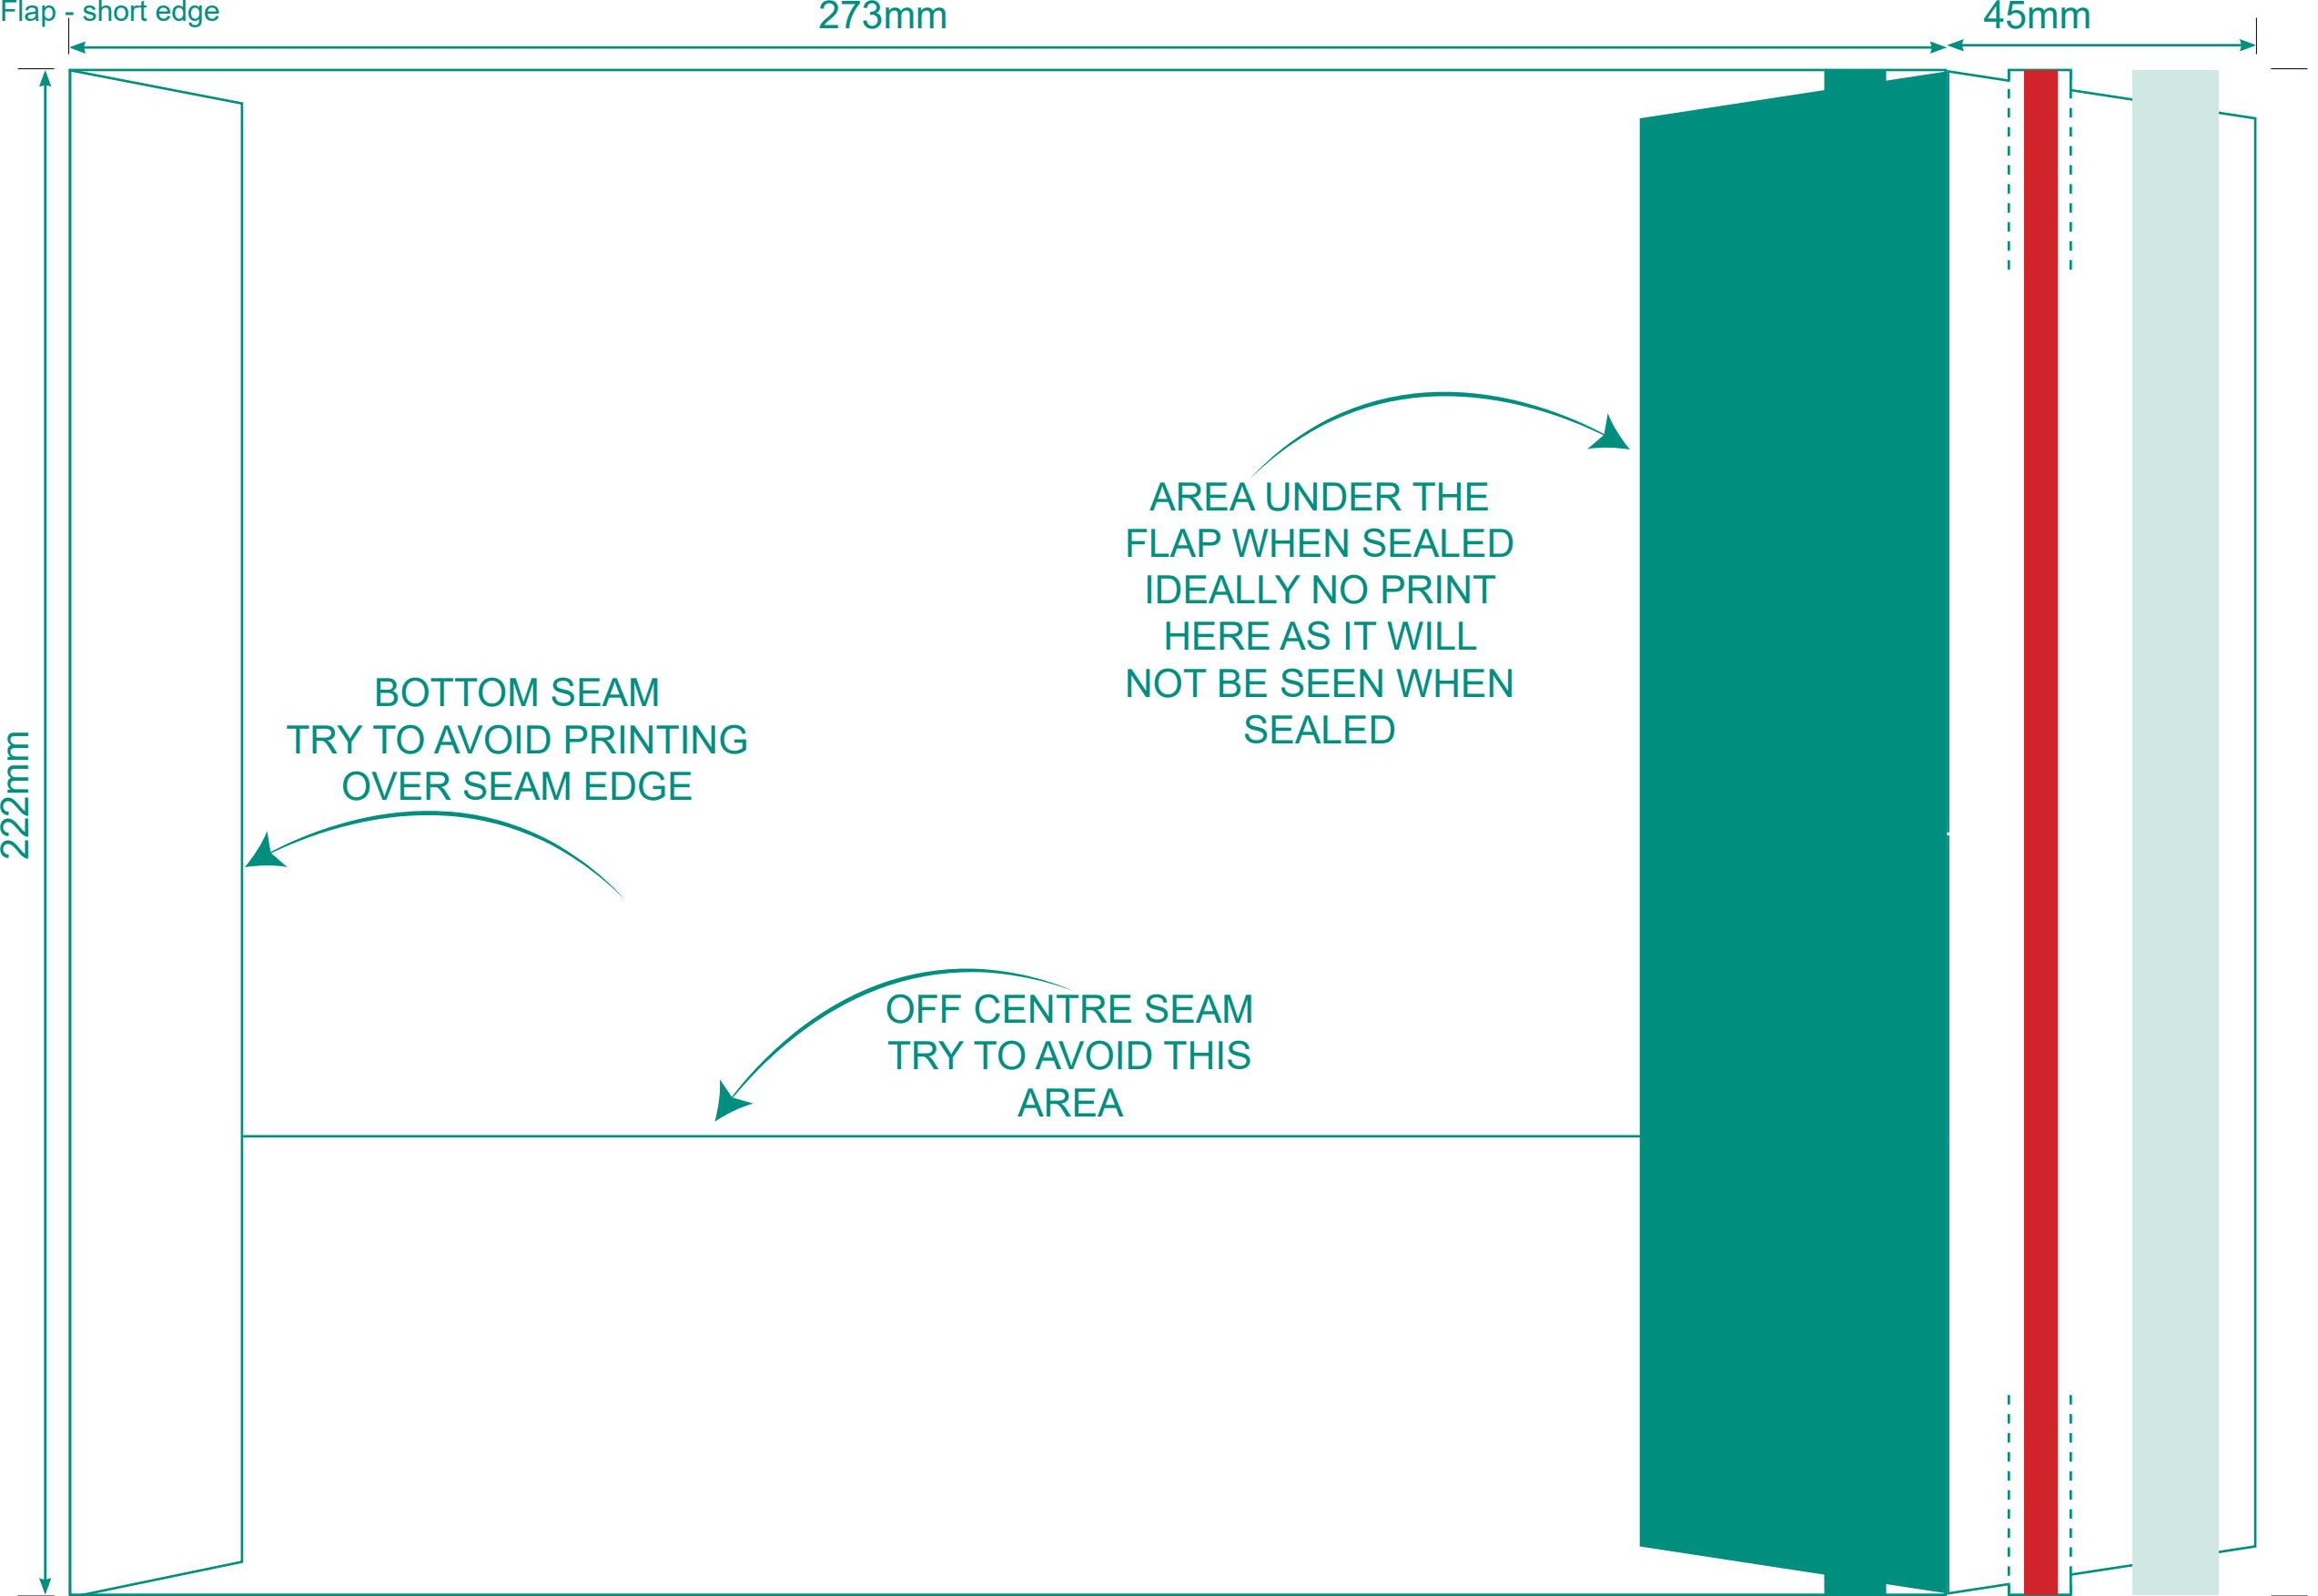 Flap - short edge
273mm
45mm
AREA UNDER THE
FLAP WHEN SEALED
IDEALLY NO PRINT
HERE AS IT WILL
NOT BE SEEN WHEN
SEALED
BOTTOM SEAM
TRY TO AVOID PRINTING
OVER SEAM EDGE
222mm
OFF CENTRE SEAM
TRY TO AVOID THIS
AREA